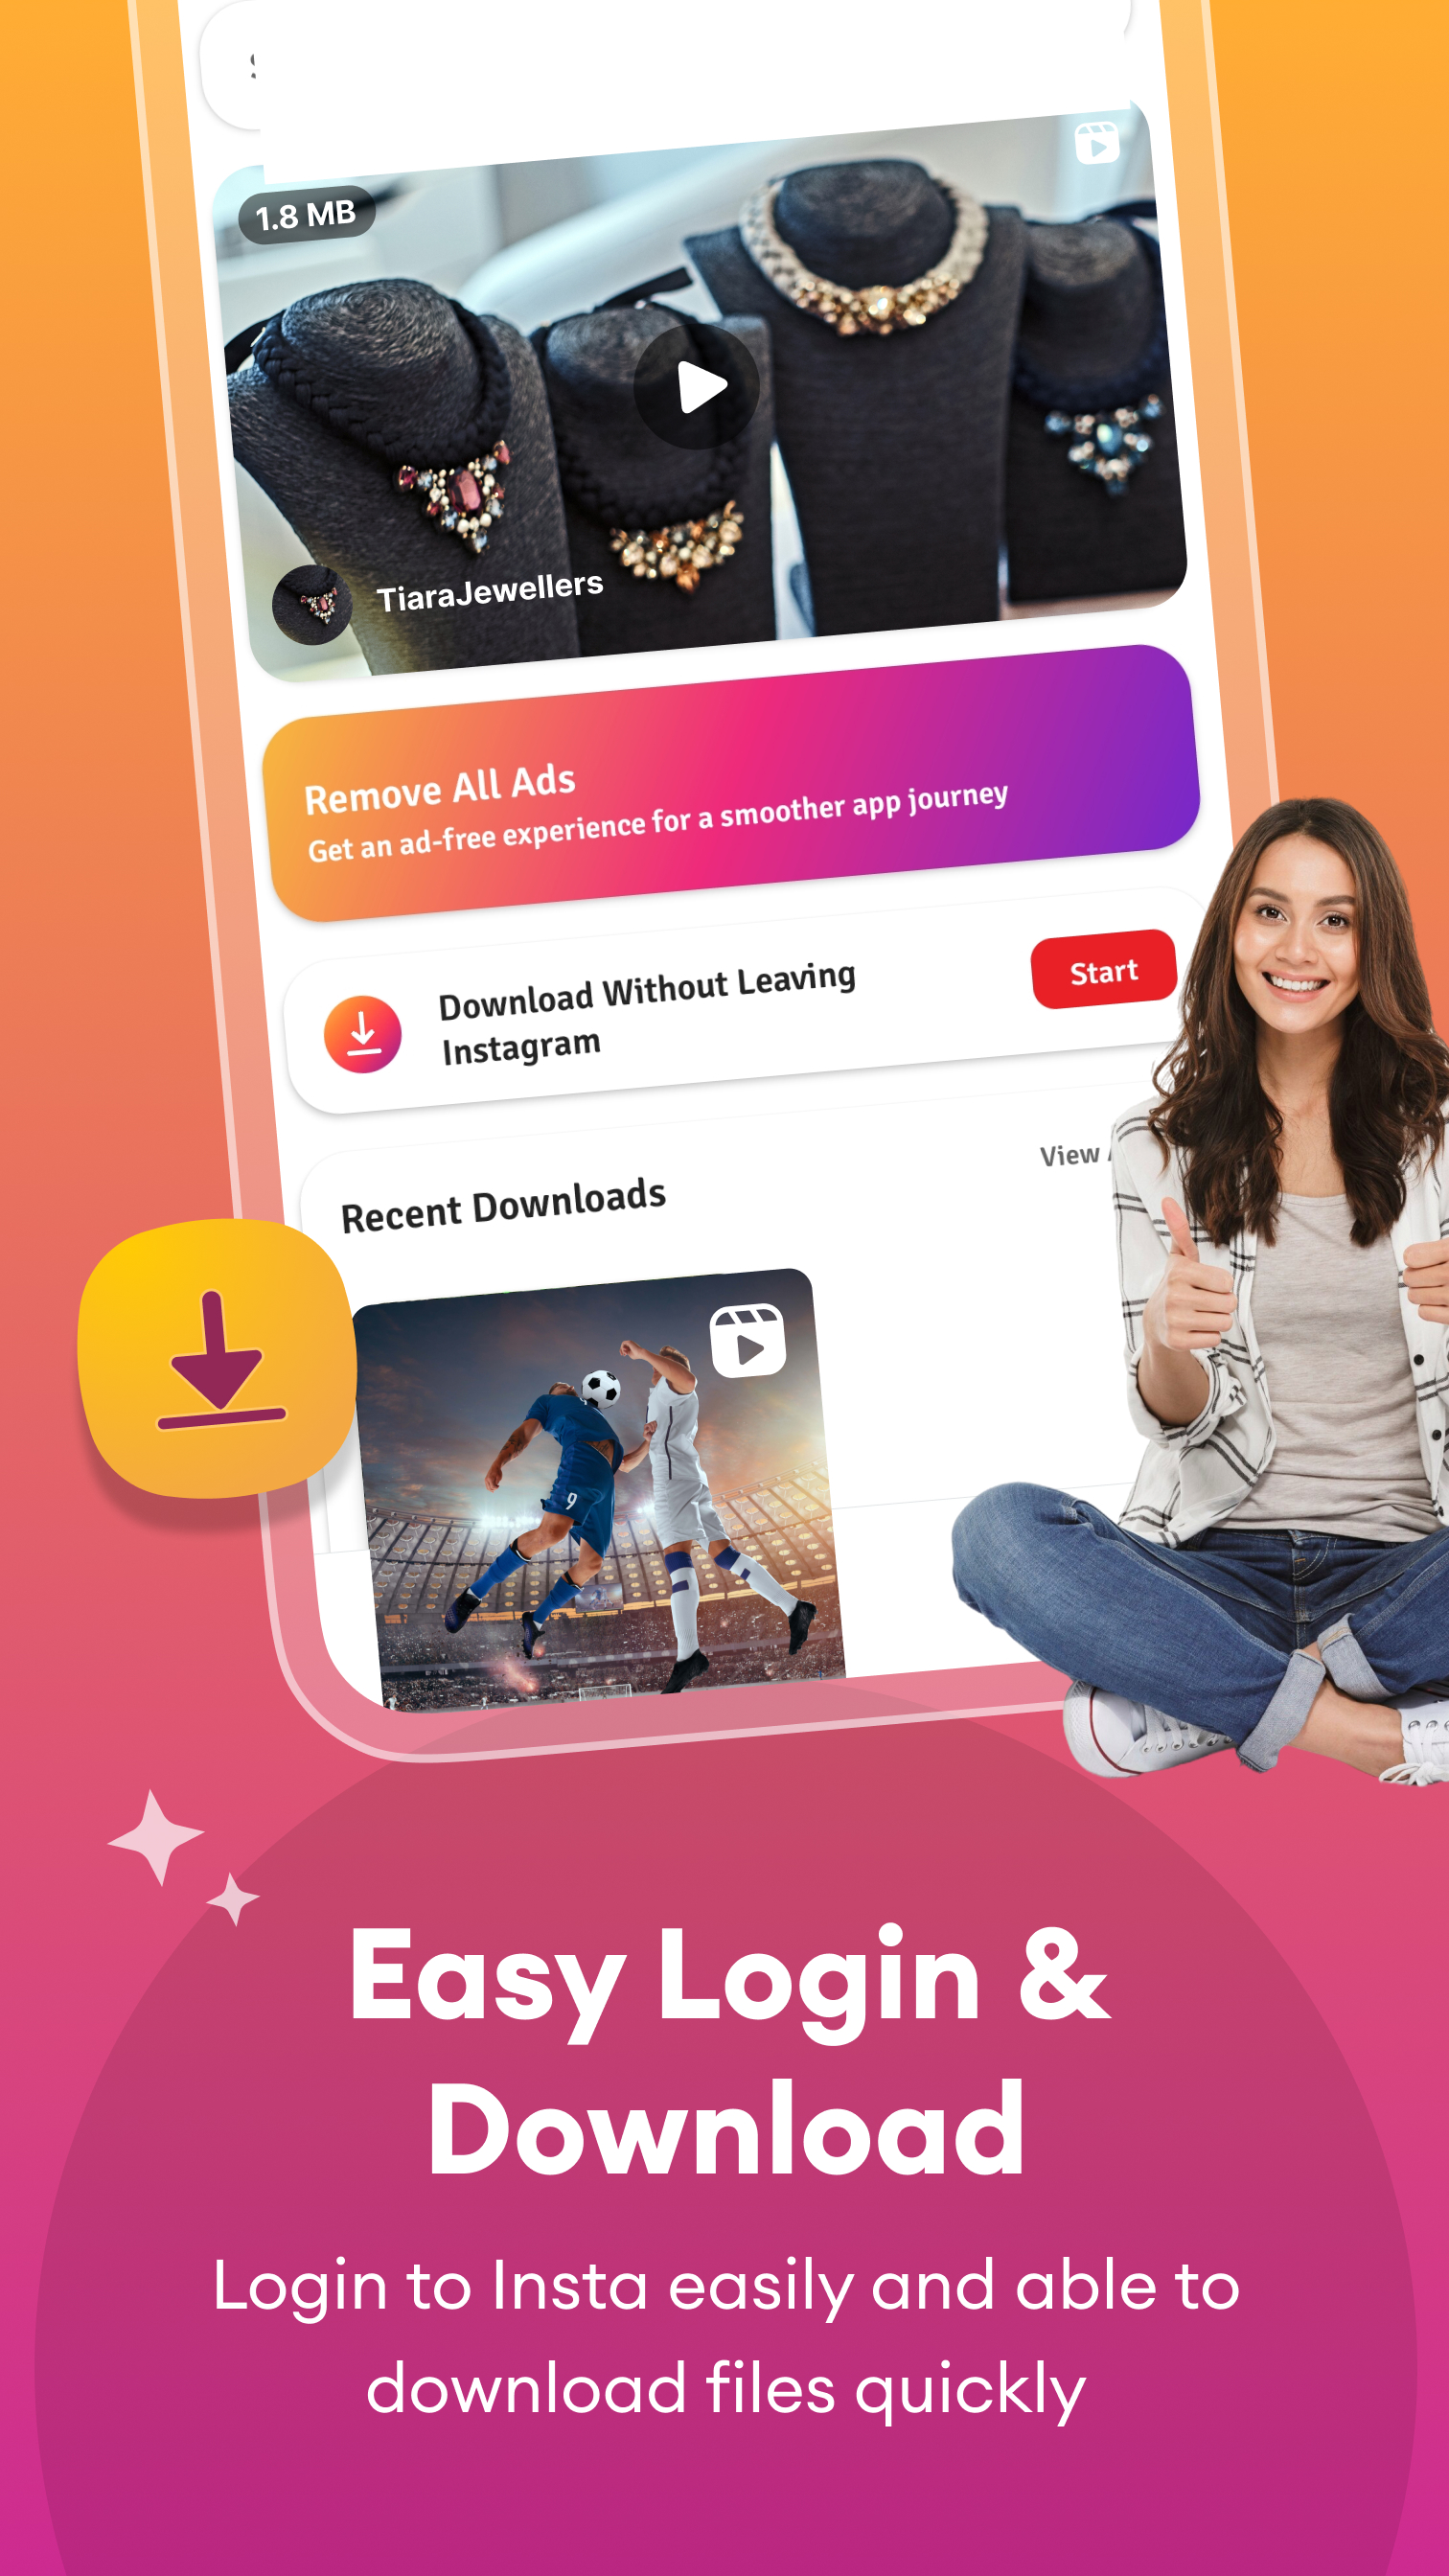 1.8 MB
TiaraJewellers
Remove All Ads
Get an ad-free experience for a smoother app journey
Download Without Leaving
Instagram
Start
Recent Downloads
View
9
Easy Login &
Download
Login to Insta easily and able to
download files quickly